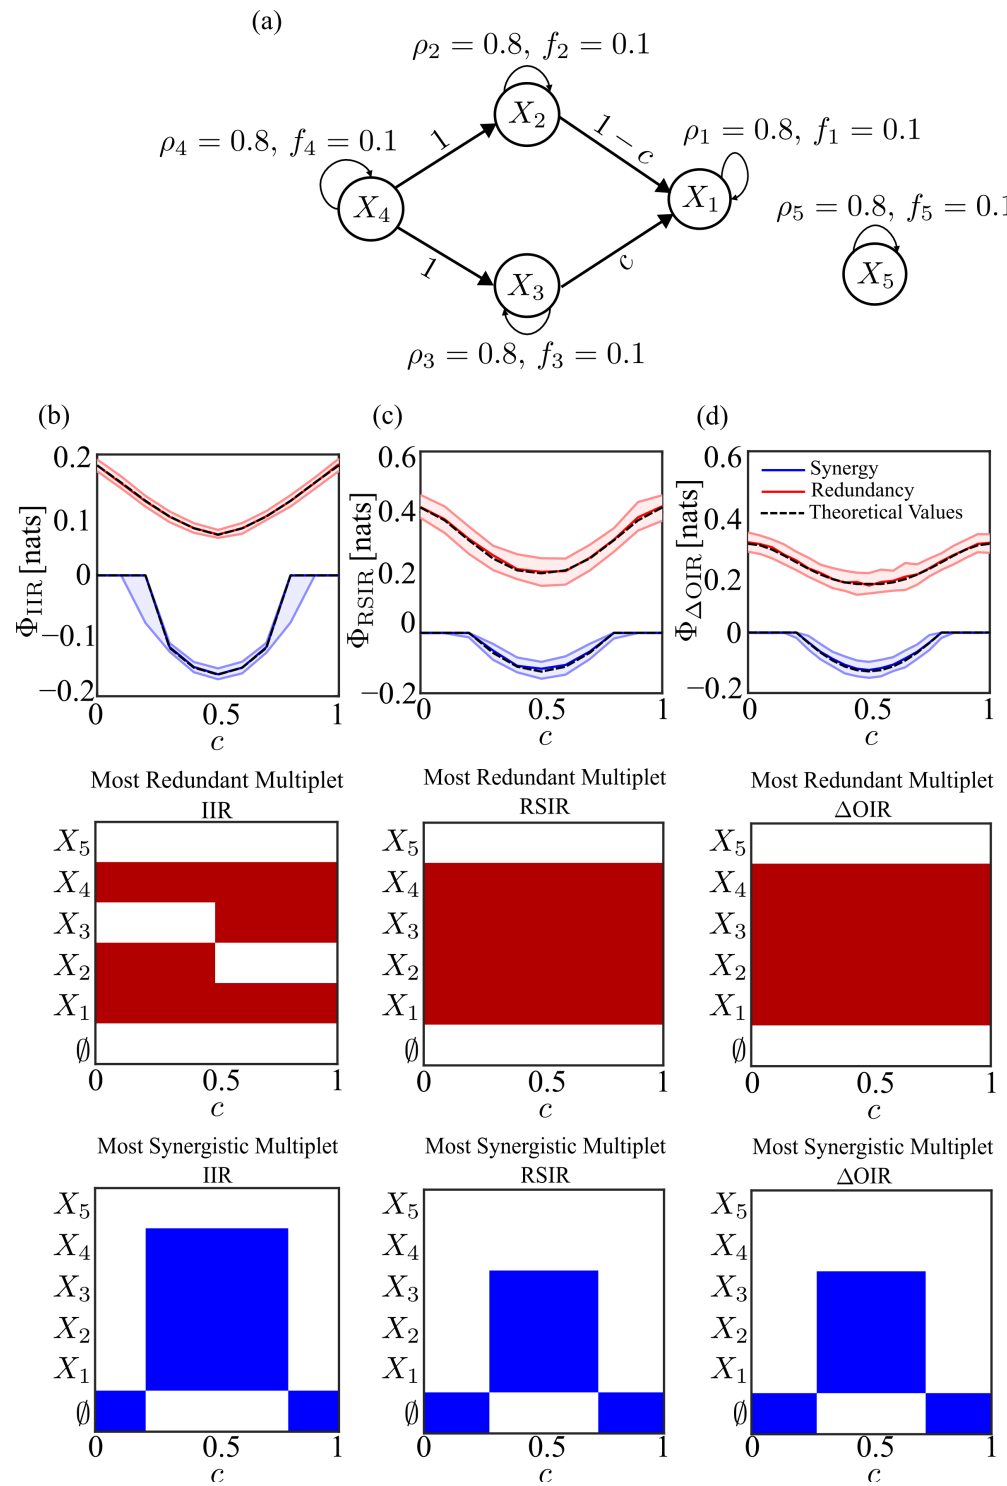 (a)
ρ₂ = 0.8, f₂ = 0.1
X₂
ρ₄ = 0.8, f₄ = 0.1
1
1 − c
ρ₁ = 0.8, f₁ = 0.1
X₄
X₁
ρ₅ = 0.8, f₅ = 0.1
1
c
X₃
X₅
ρ₃ = 0.8, f₃ = 0.1
(b)
0.2
0.1
0
−0.1
−0.2
Φ_IIR [nats]
0 0.5 1
c
(c)
0.6
0.4
0.2
0
−0.2
Φ_RSIR [nats]
0 0.5 1
c
(d)
0.6
0.4
0.2
0
−0.2
Φ_ΔOIR [nats]
Synergy
Redundancy
Theoretical Values
0 0.5 1
c
Most Redundant Multiplet
IIR
X₅
X₄
X₃
X₂
X₁
∅
0 0.5 1
c
Most Redundant Multiplet
RSIR
X₅
X₄
X₃
X₂
X₁
∅
0 0.5 1
c
Most Redundant Multiplet
ΔOIR
X₅
X₄
X₃
X₂
X₁
∅
0 0.5 1
c
Most Synergistic Multiplet
IIR
X₅
X₄
X₃
X₂
X₁
∅
0 0.5 1
c
Most Synergistic Multiplet
RSIR
X₅
X₄
X₃
X₂
X₁
∅
0 0.5 1
c
Most Synergistic Multiplet
ΔOIR
X₅
X₄
X₃
X₂
X₁
∅
0 0.5 1
c